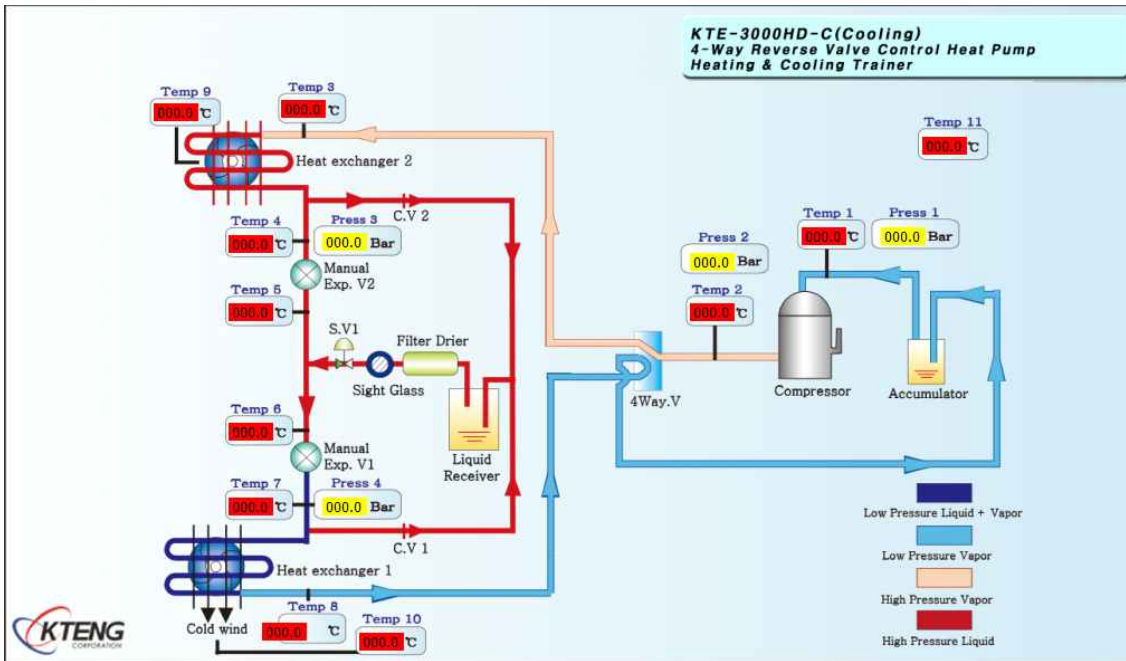 KTE-3000HD-C(Cooling)
4-Way Reverse Valve Control Heat Pump
Heating & Cooling Trainer
Temp 9
000.0 ℃
Temp 3
000.0 ℃
Temp 11
000.0 ℃
Heat exchanger 2
C.V 2
Temp 4
000.0 ℃
Press 3
000.0 Bar
Temp 1
000.0 ℃
Press 1
000.0 Bar
Press 2
000.0 Bar
Manual
Exp. V2
Temp 5
000.0 ℃
Temp 2
000.0 ℃
S.V1
Filter Drier
Sight Glass
4Way.V
Compressor
Accumulator
Temp 6
000.0 ℃
Manual
Exp. V1
Liquid
Receiver
Temp 7
000.0 ℃
Press 4
000.0 Bar
C.V 1
Low Pressure Liquid + Vapor
Low Pressure Vapor
High Pressure Vapor
High Pressure Liquid
Heat exchanger 1
Cold wind
Temp 8
000.0 ℃
Temp 10
000.0 ℃
KTENG
CORPORATION